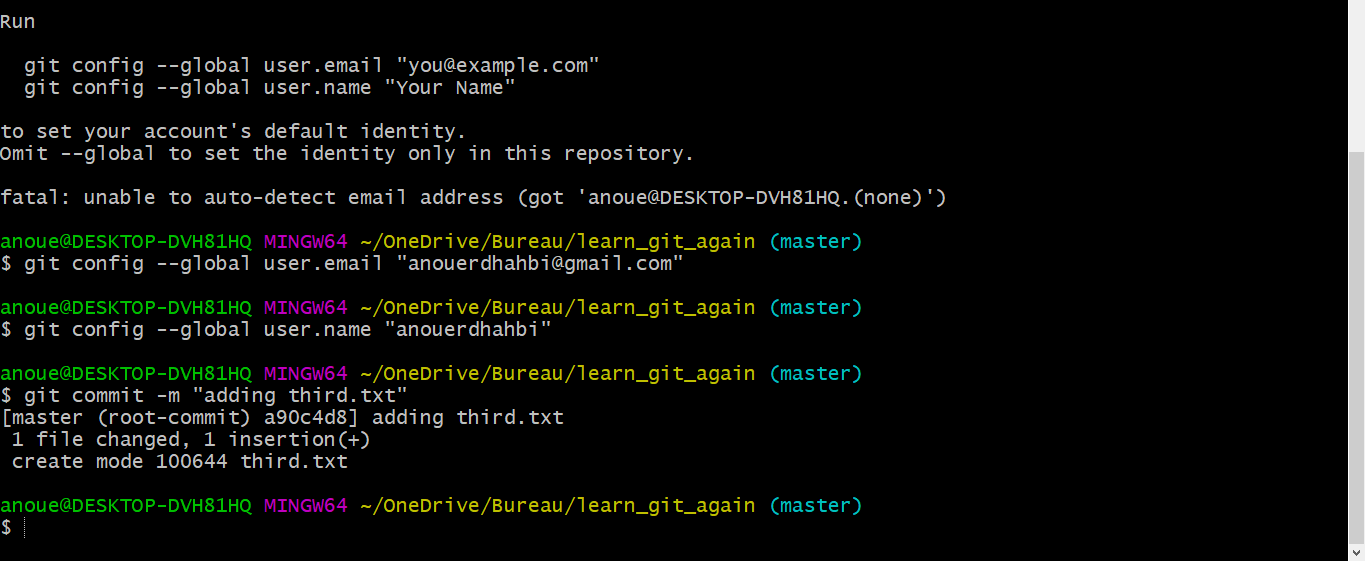 Run
git config --global user.email "you@example.com"
git config --global user.name "Your Name"
to set your account's default identity.
Omit --global to set the identity only in this repository.
fatal: unable to auto-detect email address (got 'anoue@DESKTOP-DVH81HQ.(none)')
anoue@DESKTOP-DVH81HQ MINGW64 ~/OneDrive/Bureau/learn_git_again (master)
$ git config --global user.email "anouerdhahbi@gmail.com"
anoue@DESKTOP-DVH81HQ MINGW64 ~/OneDrive/Bureau/learn_git_again (master)
$ git config --global user.name "anouerdhahbi"
anoue@DESKTOP-DVH81HQ MINGW64 ~/OneDrive/Bureau/learn_git_again (master)
$ git commit -m "adding third.txt"
[master (root-commit) a90c4d8] adding third.txt
1 file changed, 1 insertion(+)
create mode 100644 third.txt
anoue@DESKTOP-DVH81HQ MINGW64 ~/OneDrive/Bureau/learn_git_again (master)
$